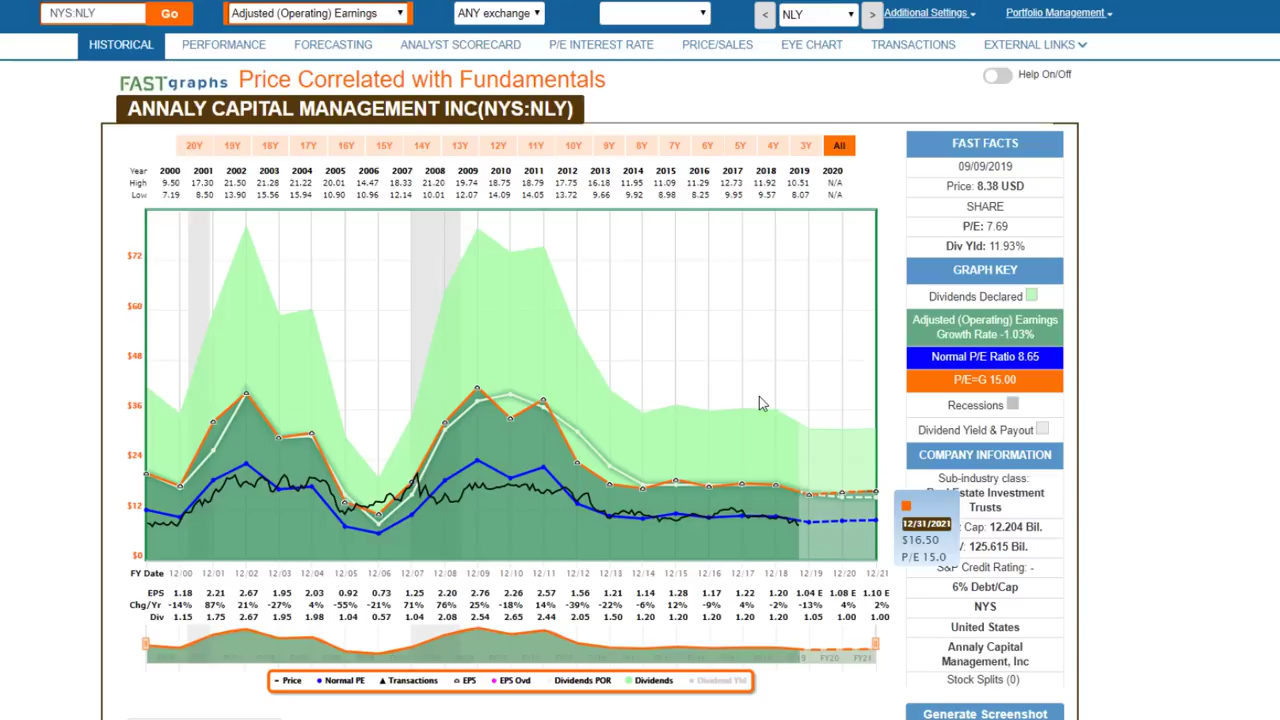 NYS:NLY Go Adjusted (Operating) Earnings ANY exchange < NLY > Additional Settings Portfolio Management
HISTORICAL PERFORMANCE FORECASTING ANALYST SCORECARD P/E INTEREST RATE PRICE/SALES EYE CHART TRANSACTIONS EXTERNAL LINKS
FASTgraphs Price Correlated with Fundamentals
Help On/Off
ANNALY CAPITAL MANAGEMENT INC(NYS:NLY)
20Y 19Y 18Y 17Y 16Y 15Y 14Y 13Y 12Y 11Y 10Y 9Y 8Y 7Y 6Y 5Y 4Y 3Y All
Year 2000 2001 2002 2003 2004 2005 2006 2007 2008 2009 2010 2011 2012 2013 2014 2015 2016 2017 2018 2019 2020
High 9.50 17.30 21.50 21.28 21.22 20.01 14.47 18.33 21.20 19.74 18.75 18.79 17.75 16.18 11.95 11.09 11.29 12.73 11.92 10.51 N/A
Low 7.19 8.50 13.90 15.56 15.94 10.90 10.96 12.14 10.01 12.07 14.09 14.05 13.72 9.66 9.92 8.98 8.25 9.95 9.57 8.07 N/A
$72
$60
$48
$36
$24
$12
$0
FY Date 12/00 12/01 12/02 12/03 12/04 12/05 12/06 12/07 12/08 12/09 12/10 12/11 12/12 12/13 12/14 12/15 12/16 12/17 12/18 12/19 12/20 12/21
EPS 1.18 2.21 2.67 1.95 2.03 0.92 0.73 1.25 2.20 2.76 2.26 2.57 1.56 1.21 1.14 1.28 1.17 1.22 1.20 1.04 E 1.08 E 1.10 E
Chg/Yr -14% 87% 21% -27% 4% -55% -21% 71% 76% 25% -18% 14% -39% -22% -6% 12% -9% 4% -2% -13% 4% 2%
Div 1.15 1.75 2.67 1.95 1.98 1.04 0.57 1.04 2.08 2.54 2.65 2.44 2.05 1.50 1.20 1.20 1.20 1.20 1.20 1.05 1.00 1.00
9 FY20 FY21
Price Normal PE Transactions EPS EPS Ovd Dividends POR Dividends Dividend Yld
FAST FACTS
09/09/2019
Price: 8.38 USD
SHARE
P/E: 7.69
Div Yld: 11.93%
GRAPH KEY
Dividends Declared
Adjusted (Operating) Earnings
Growth Rate -1.03%
Normal P/E Ratio 8.65
P/E=G 15.00
Recessions
Dividend Yield & Payout
COMPANY INFORMATION
Sub-industry class:
Real Estate Investment
Trusts
12/31/2021
$16.50
P/E 15.0
Cap: 12.204 Bil.
125.615 Bil.
S&P Credit Rating: -
6% Debt/Cap
NYS
United States
Annaly Capital
Management, Inc
Stock Splits (0)
Generate Screenshot